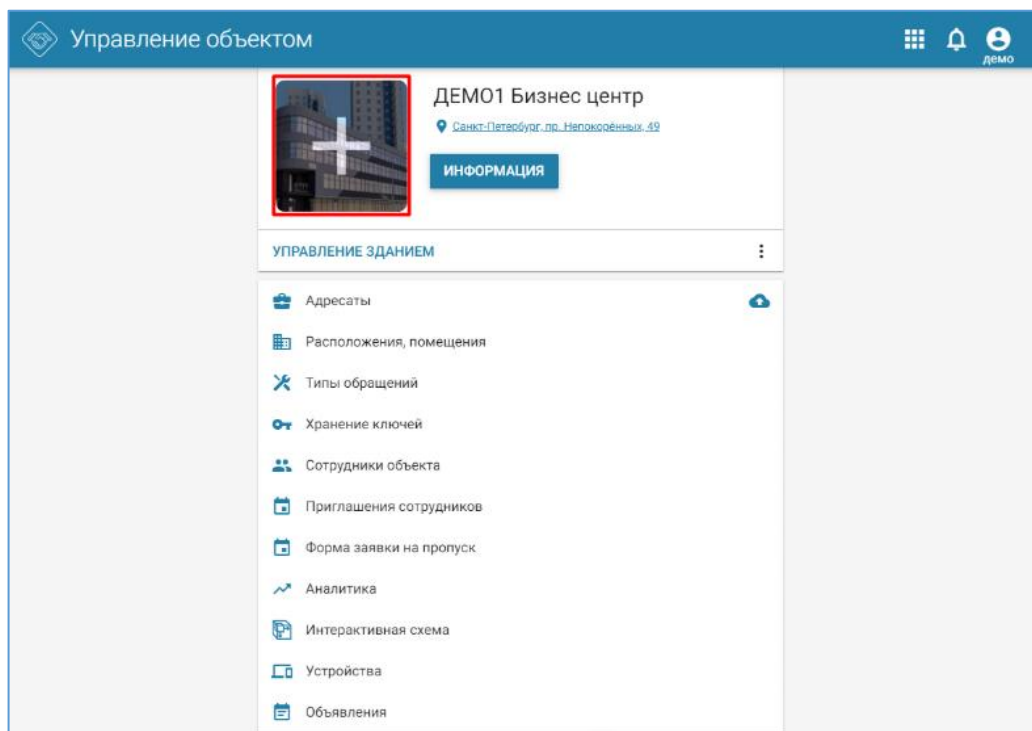 Управление объектом
демо
ДЕМО1 Бизнес центр
Санкт-Петербург, пр. Непокорённых, 49
ИНФОРМАЦИЯ
УПРАВЛЕНИЕ ЗДАНИЕМ
Адресаты
Расположения, помещения
Типы обращений
Хранение ключей
Сотрудники объекта
Приглашения сотрудников
Форма заявки на пропуск
Аналитика
Интерактивная схема
Устройства
Объявления